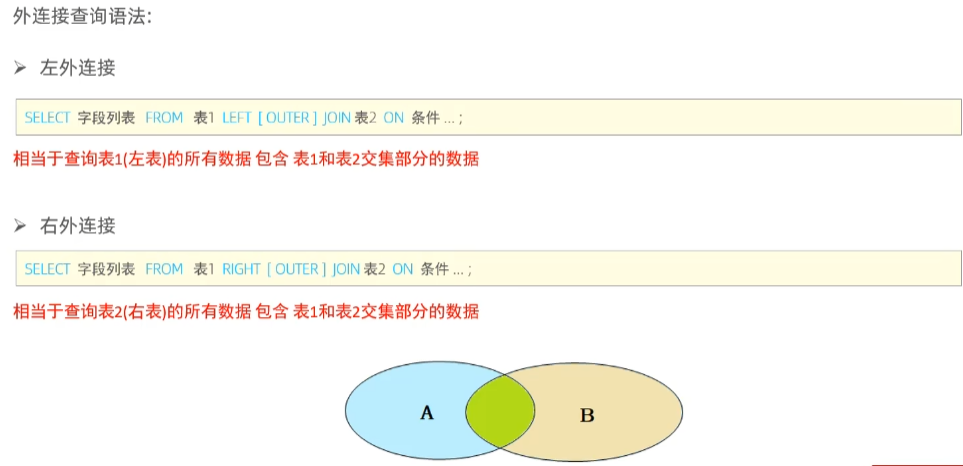 外连接查询语法:
➢ 左外连接
SELECT 字段列表 FROM 表1 LEFT [ OUTER ] JOIN 表2 ON 条件 ... ;
相当于查询表1(左表)的所有数据 包含 表1和表2交集部分的数据
➢ 右外连接
SELECT 字段列表 FROM 表1 RIGHT [ OUTER ] JOIN 表2 ON 条件 ... ;
相当于查询表2(右表)的所有数据 包含 表1和表2交集部分的数据
A B